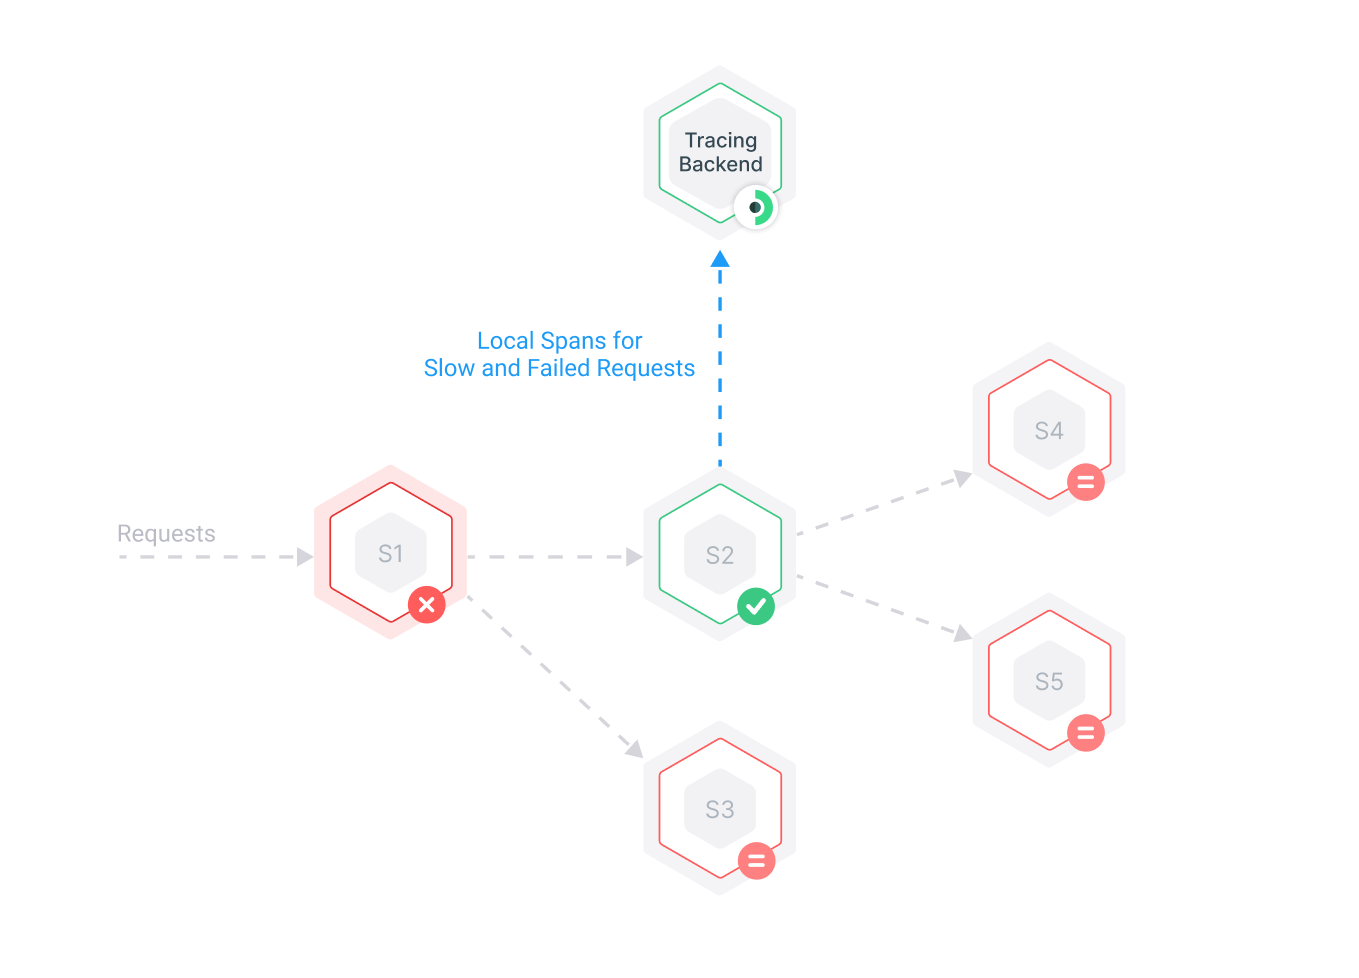 Tracing
Backend
Local Spans for
Slow and Failed Requests
S4
Requests
S1
S2
S5
S3